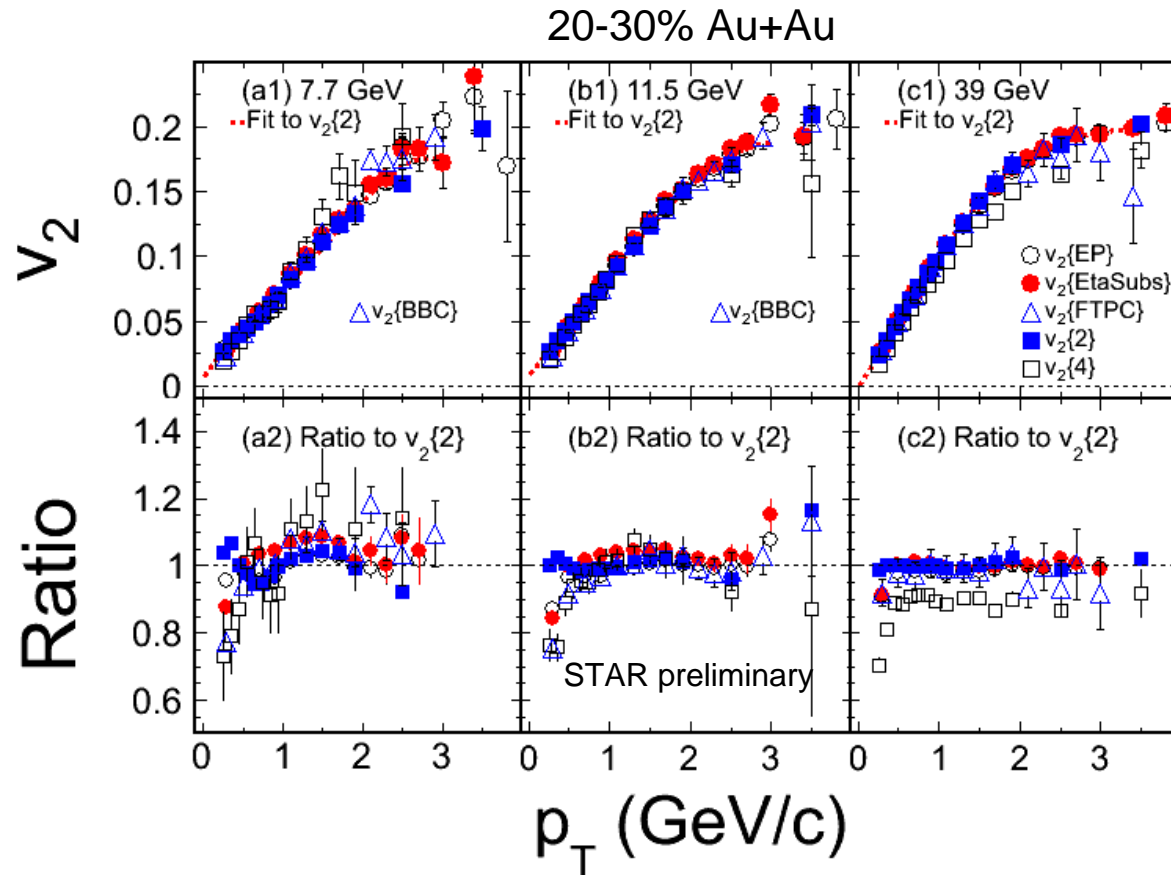 20-30% Au+Au
(a1) 7.7 GeV
Fit to v2{2}
(b1) 11.5 GeV
Fit to v2{2}
(c1) 39 GeV
Fit to v2{2}
v2
0.2
0.15
0.1
0.05
0
v2{BBC}
v2{BBC}
v2{EP}
v2{EtaSubs}
v2{FTPC}
v2{2}
v2{4}
(a2) Ratio to v2{2}
(b2) Ratio to v2{2}
(c2) Ratio to v2{2}
Ratio
1.4
1.2
1
0.8
0.6
STAR preliminary
0 1 2 3 0 1 2 3 0 1 2 3
pT (GeV/c)